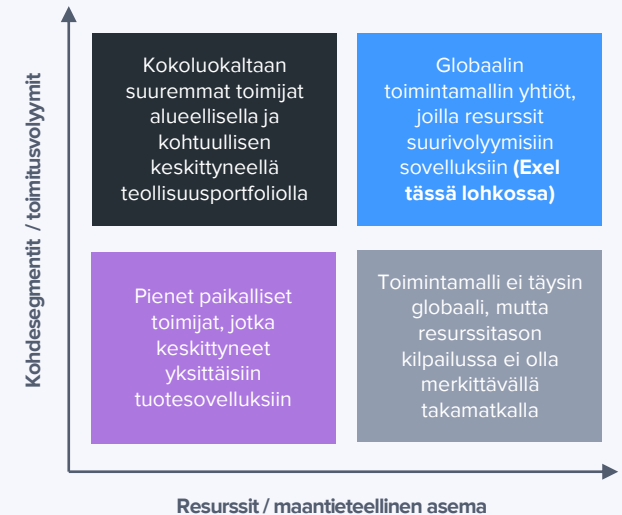 Kohdesegmentit / toimitusvolyymit
Kokoluokaltaan
suuremmat toimijat
alueellisella ja
kohtuullisen
keskittyneellä
teollisuusportfoliolla
Globaalin
toimintamallin yhtiöt,
joilla resurssit
suurivolyymisiin
sovelluksiin (Exel
tässä lohkossa)
Pienet paikalliset
toimijat, jotka
keskittyneet
yksittäisiin
tuotesovelluksiin
Toimintamalli ei täysin
globaali, mutta
resurssitason
kilpailussa ei olla
merkittävällä
takamatkalla
Resurssit / maantieteellinen asema